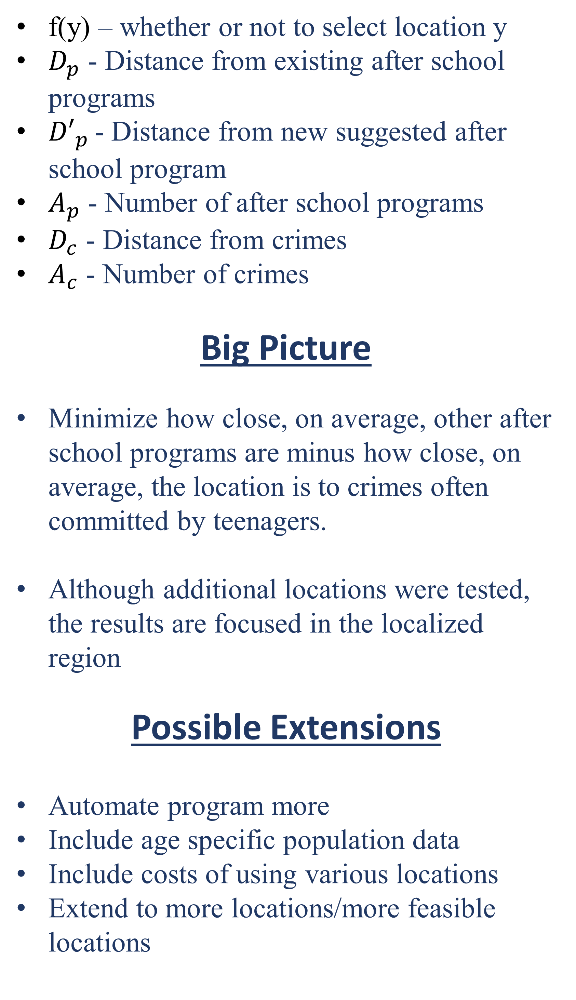 • f(y) – whether or not to select location y
• D_p - Distance from existing after school
programs
• D'_p - Distance from new suggested after
school program
• A_p - Number of after school programs
• D_c - Distance from crimes
• A_c - Number of crimes
Big Picture
• Minimize how close, on average, other after
school programs are minus how close, on
average, the location is to crimes often
committed by teenagers.
• Although additional locations were tested,
the results are focused in the localized
region
Possible Extensions
• Automate program more
• Include age specific population data
• Include costs of using various locations
• Extend to more locations/more feasible
locations